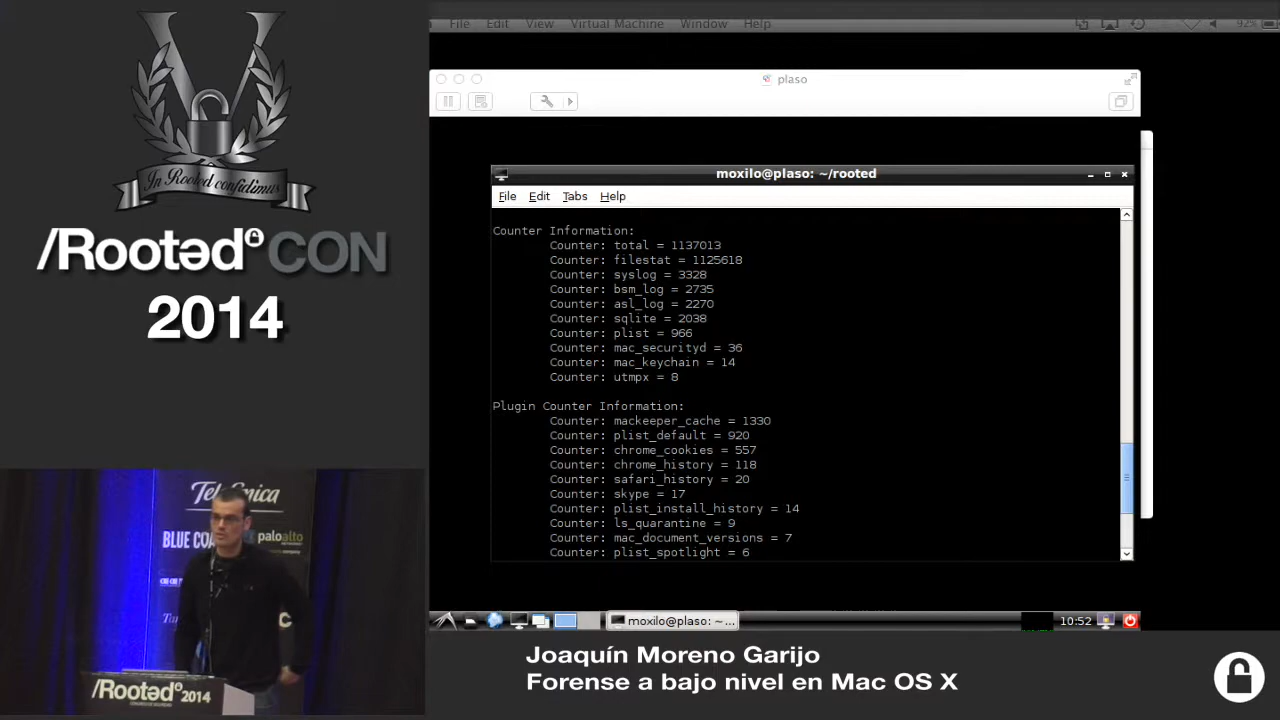 In Rooted confidimus
/RootedCON
2014
File Edit View Virtual Machine Window Help
92%
plaso
moxilo@plaso: ~/rooted
File Edit Tabs Help
Counter Information:
Counter: total = 1137013
Counter: filestat = 1125618
Counter: syslog = 3328
Counter: bsm_log = 2735
Counter: asl_log = 2270
Counter: sqlite = 2038
Counter: plist = 966
Counter: mac_securityd = 36
Counter: mac_keychain = 14
Counter: utmpx = 8
Plugin Counter Information:
Counter: mackeeper_cache = 1330
Counter: plist_default = 920
Counter: chrome_cookies = 557
Counter: chrome_history = 118
Counter: safari_history = 20
Counter: skype = 17
Counter: plist_install_history = 14
Counter: ls_quarantine = 9
Counter: mac_document_versions = 7
Counter: plist_spotlight = 6
moxilo@plaso: ~...
10:52
Telefónica
BLUE
paloalto
/Rooted 2014
Joaquín Moreno Garijo
Forense a bajo nivel en Mac OS X